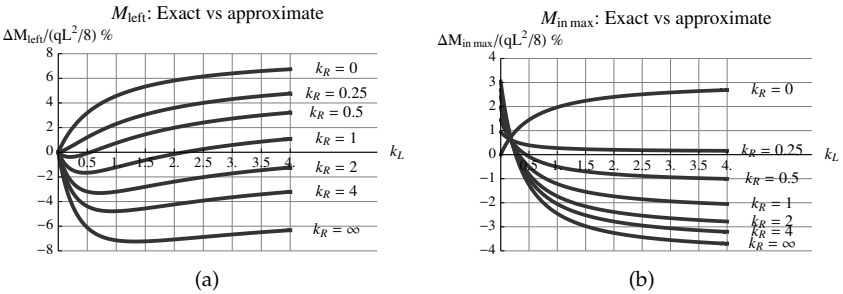 M_left: Exact vs approximate
ΔM_left/(qL²/8) %
8
6
4
2
0
−2
−4
−6
−8
0.5 1. 1.5 2. 2.5 3. 3.5 4.
k_L
k_R = 0
k_R = 0.25
k_R = 0.5
k_R = 1
k_R = 2
k_R = 4
k_R = ∞
(a)
M_in max: Exact vs approximate
ΔM_in max/(qL²/8) %
4
3
2
1
0
−1
−2
−3
−4
0.5 1. 1.5 2. 2.5 3. 3.5 4.
k_L
k_R = 0
k_R = 0.25
k_R = 0.5
k_R = 1
k_R = 2
k_R = 4
k_R = ∞
(b)